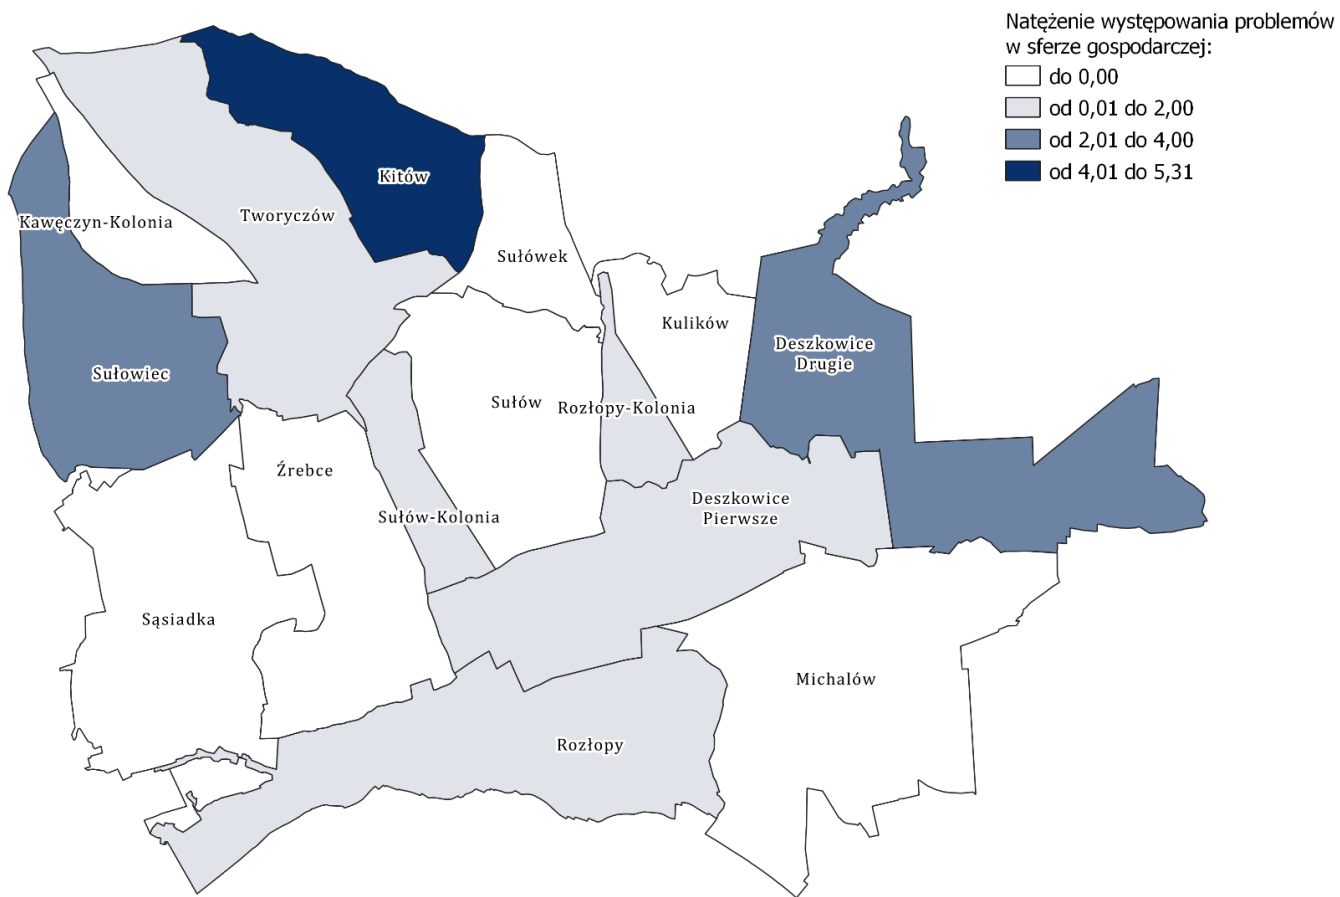 Natężenie występowania problemów
w sferze gospodarczej:
do 0,00
od 0,01 do 2,00
od 2,01 do 4,00
od 4,01 do 5,31
Kitów
Kawęczyn-Kolonia
Tworyczów
Sułówek
Kulików
Deszkowice
Drugie
Sułowiec
Sułów
Rozłopy-Kolonia
Źrebce
Deszkowice
Pierwsze
Sułów-Kolonia
Sąsiadka
Michalów
Rozłopy